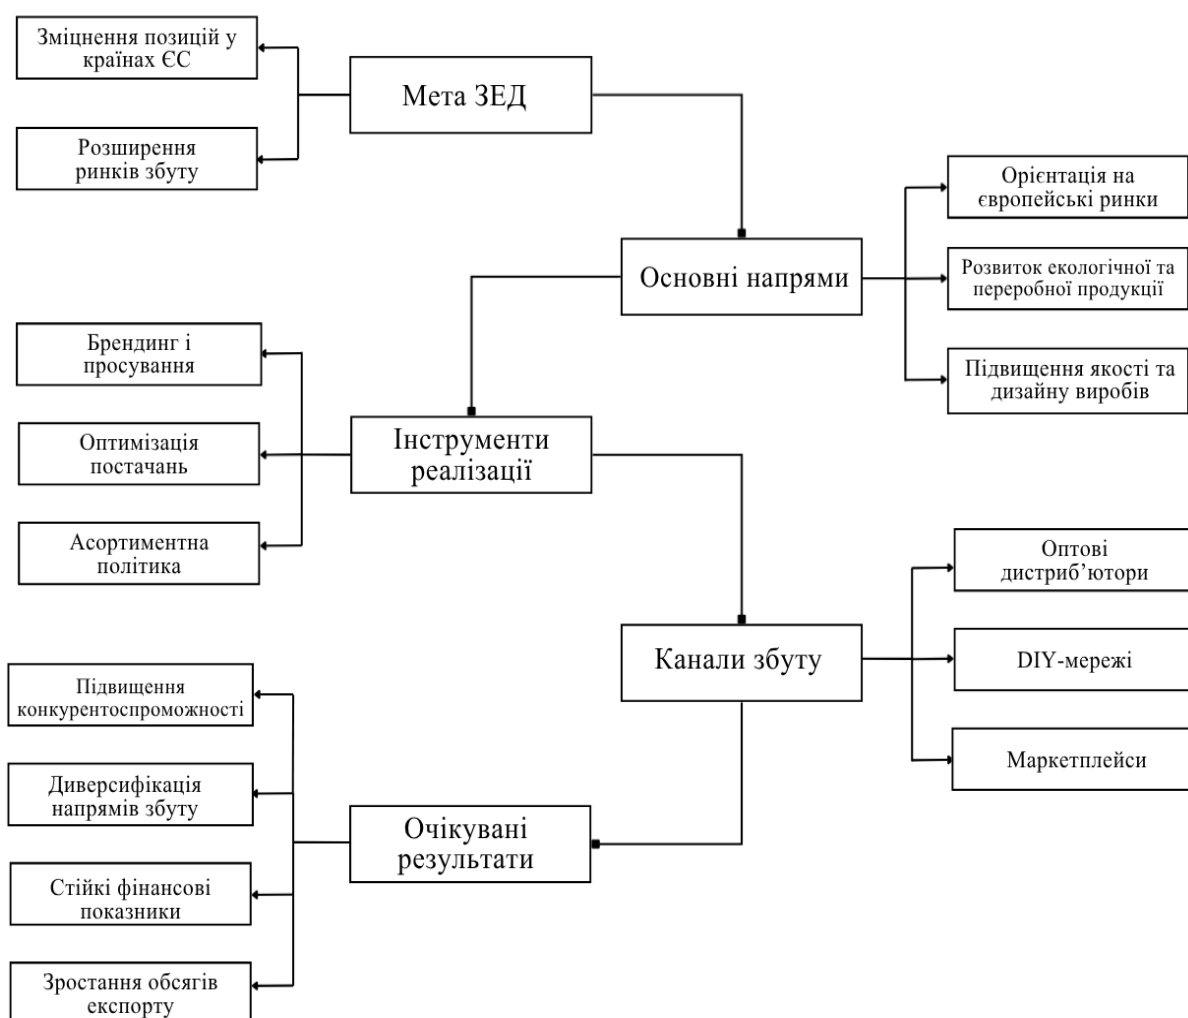 Зміцнення позицій у
країнах ЄС
Мета ЗЕД
Розширення
ринків збуту
Орієнтація на
європейські ринки
Основні напрями
Розвиток екологічної та
переробної продукції
Підвищення якості та
дизайну виробів
Брендинг і
просування
Інструменти
реалізації
Оптимізація
постачань
Асортиментна
політика
Оптові
дистриб’ютори
Канали збуту
DIY-мережі
Маркетплейси
Підвищення
конкурентоспроможності
Диверсифікація
напрямів збуту
Очікувані
результати
Стійкі фінансові
показники
Зростання обсягів
експорту